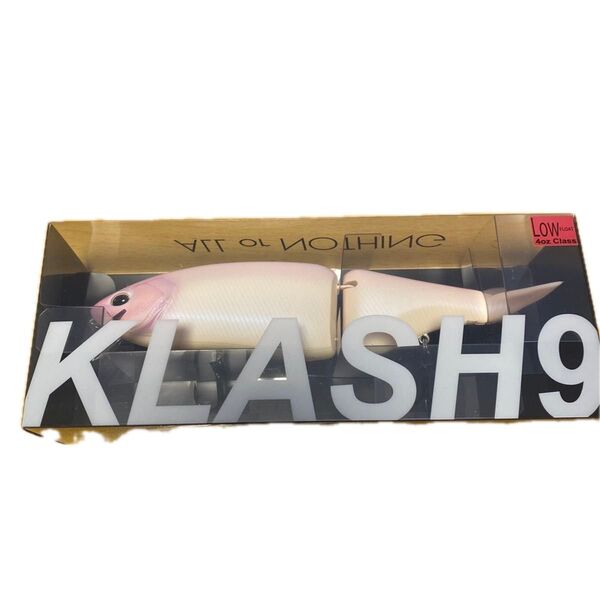 ALL or NOTHING
LOW FLOAT
4oz Class
KLASH9